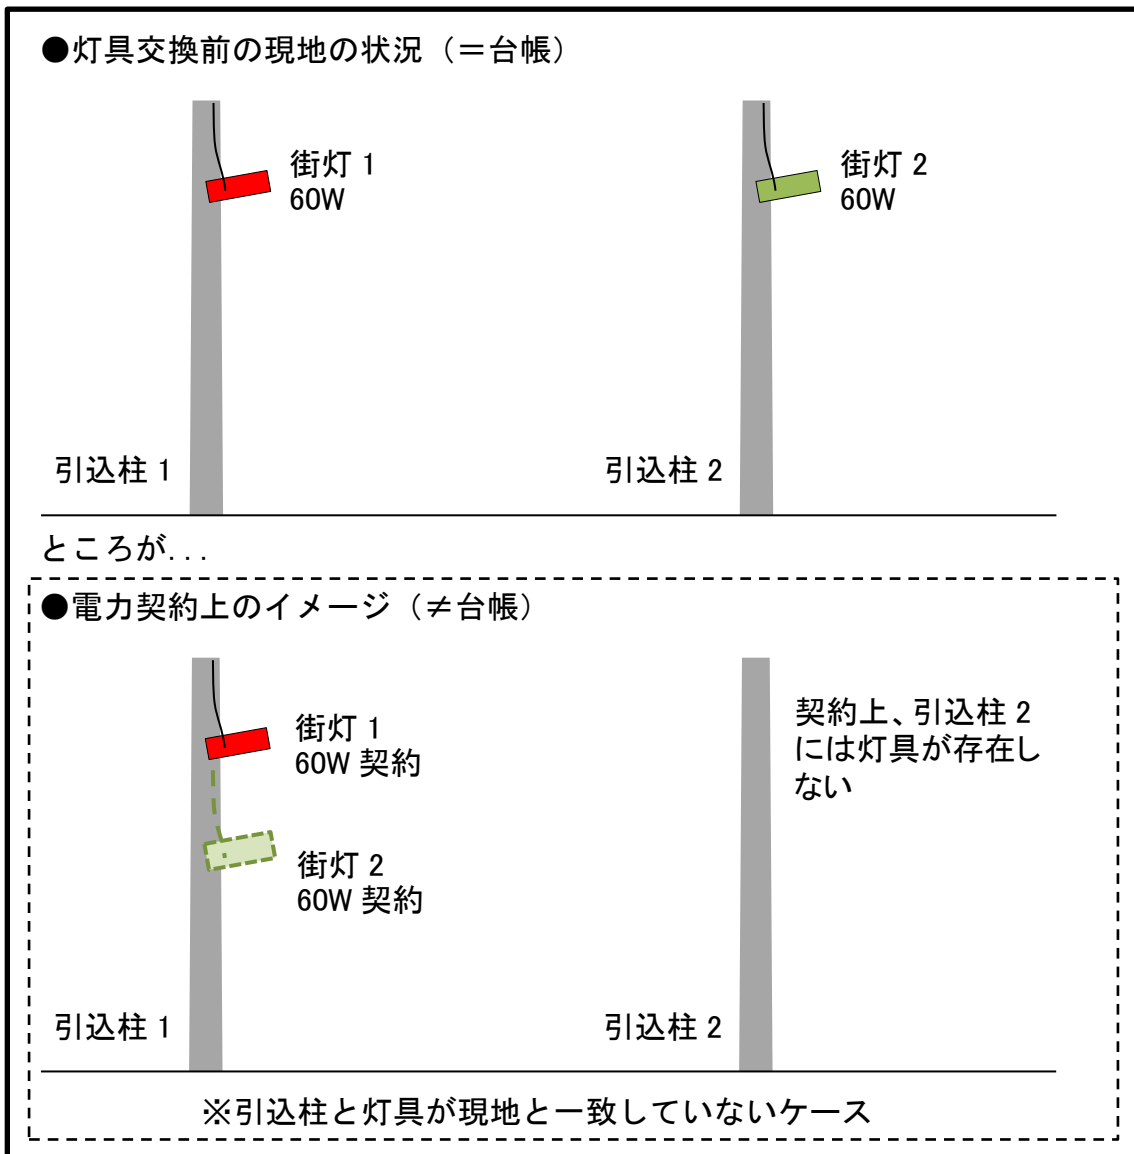 ●灯具交換前の現地の状況（＝台帳）
街灯 1
60W
街灯 2
60W
引込柱 1
引込柱 2
ところが...
●電力契約上のイメージ（≠台帳）
街灯 1
60W 契約
街灯 2
60W 契約
契約上、引込柱 2
には灯具が存在し
ない
引込柱 1
引込柱 2
※引込柱と灯具が現地と一致していないケース